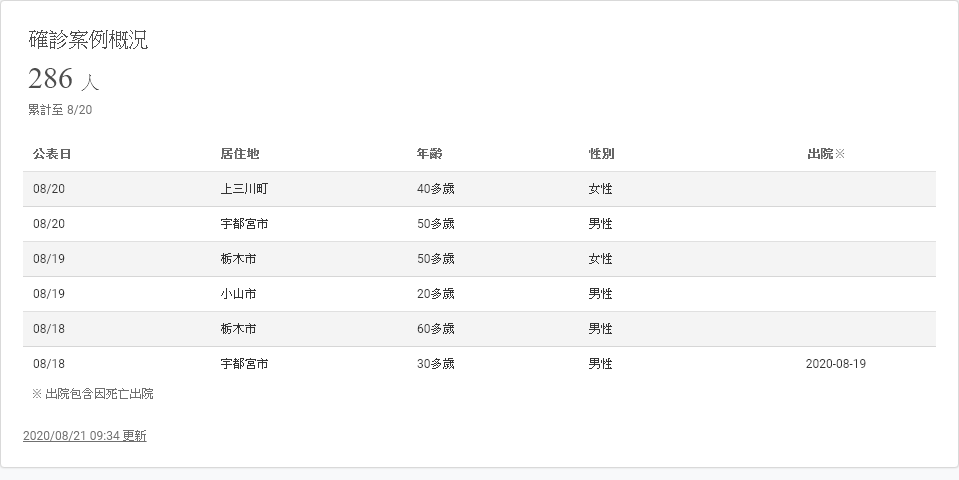 確診案例概況
286 人
累計至 8/20
公表日 居住地 年齡 性別 出院※
08/20 上三川町 40多歲 女性
08/20 宇都宮市 50多歲 男性
08/19 栃木市 50多歲 女性
08/19 小山市 20多歲 男性
08/18 栃木市 60多歲 男性
08/18 宇都宮市 30多歲 男性 2020-08-19
※ 出院包含因死亡出院
2020/08/21 09:34 更新